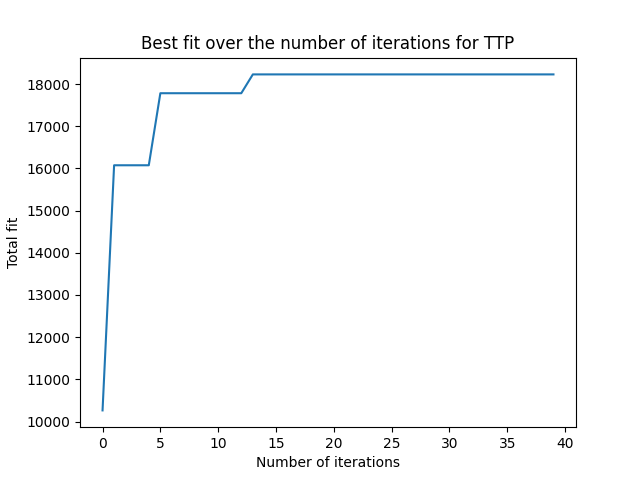 Best fit over the number of iterations for TTP
18000
17000
16000
15000
14000
13000
12000
11000
10000
Total fit
0 5 10 15 20 25 30 35 40
Number of iterations